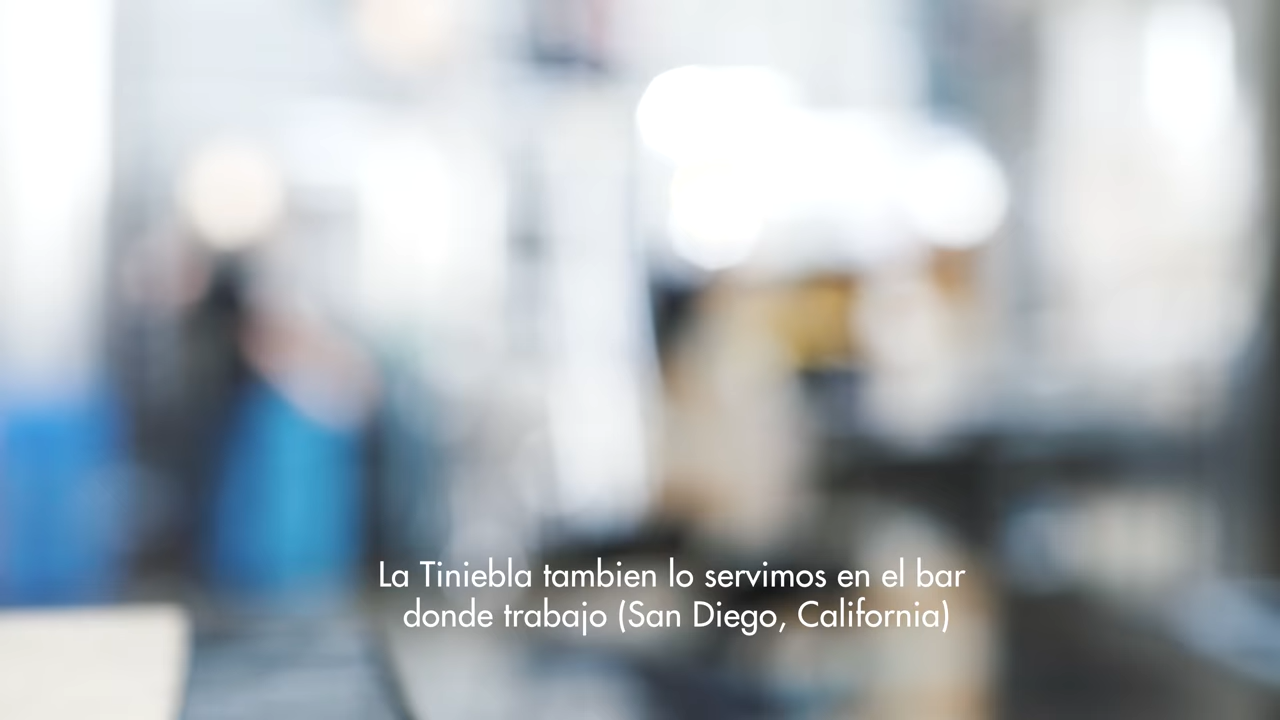 La Tiniebla tambien lo servimos en el bar
donde trabajo (San Diego, California)